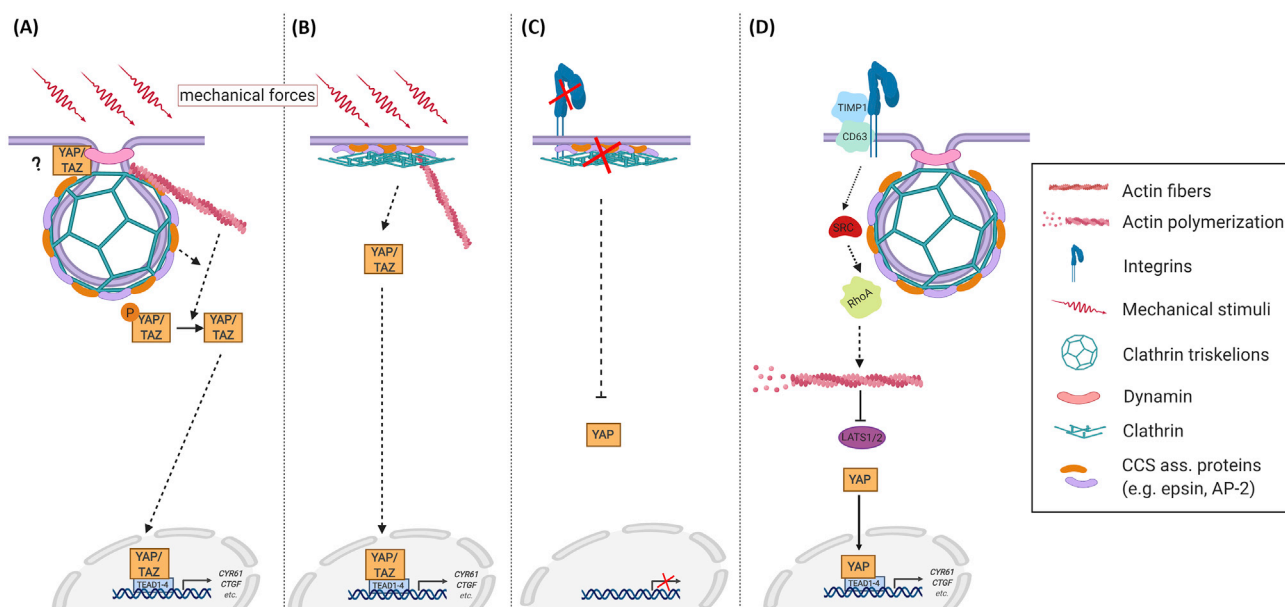 (A)
(B)
(C)
(D)
mechanical forces
?
YAP/
TAZ
P
YAP/
TAZ
YAP/
TAZ
YAP/
TAZ
TEAD1-4
CYR61
CTGF
etc.
YAP/
TAZ
YAP/
TAZ
TEAD1-4
CYR61
CTGF
etc.
YAP
TIMP1
CD63
SRC
RhoA
LATS1/2
YAP
YAP
TEAD1-4
CYR61
CTGF
etc.
Actin fibers
Actin polymerization
Integrins
Mechanical stimuli
Clathrin triskelions
Dynamin
Clathrin
CCS ass. proteins
(e.g. epsin, AP-2)